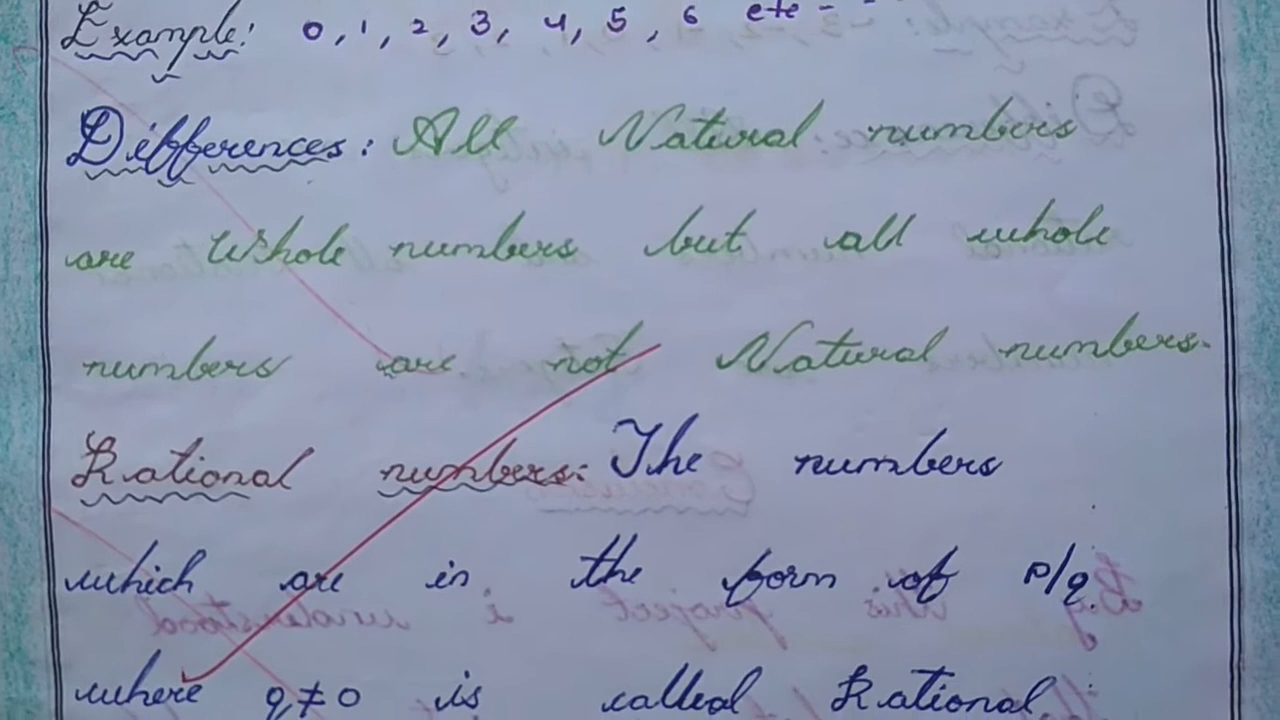 Example: 0, 1, 2, 3, 4, 5, 6 etc - -
Differences: All Natural numbers
are Whole numbers but all whole
numbers are not Natural numbers.
Rational numbers: The numbers
which are in the form of P/q.
where q≠0 is called Rational